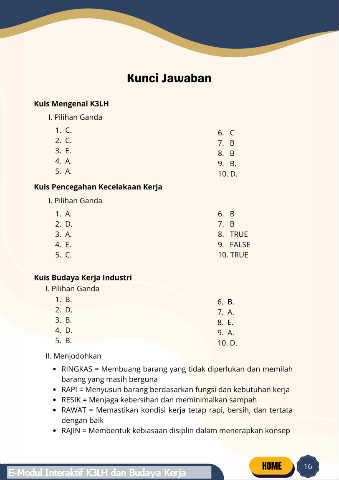 Kunci Jawaban
Kuis Mengenal K3LH
I. Pilihan Ganda
1. C.
2. C.
3. E.
4. A.
5. A.
6. C
7. B
8. B
9. B.
10. D.
Kuis Pencegahan Kecelakaan Kerja
I. Pilihan Ganda
1. A.
2. D.
3. A.
4. E.
5. C.
6. B
7. B
8. TRUE
9. FALSE
10. TRUE
Kuis Budaya Kerja Industri
I. Pilihan Ganda
1. B.
2. D.
3. B.
4. D.
5. B.
6. B.
7. A.
8. E.
9. A.
10. D.
II. Menjodohkan
• RINGKAS = Membuang barang yang tidak diperlukan dan memilah
barang yang masih berguna
• RAPI = Menyusun barang berdasarkan fungsi dan kebutuhan kerja
• RESIK = Menjaga kebersihan dan meminimalkan sampah
• RAWAT = Memastikan kondisi kerja tetap rapi, bersih, dan tertata
dengan baik
• RAJIN = Membentuk kebiasaan disiplin dalam menerapkan konsep
E-Modul Interaktif K3LH dan Budaya Kerja
HOME
16